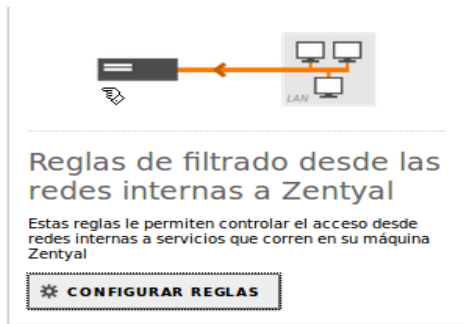 LAN
Reglas de filtrado desde las
redes internas a Zentyal
Estas reglas le permiten controlar el acceso desde
redes internas a servicios que corren en su máquina
Zentyal
CONFIGURAR REGLAS